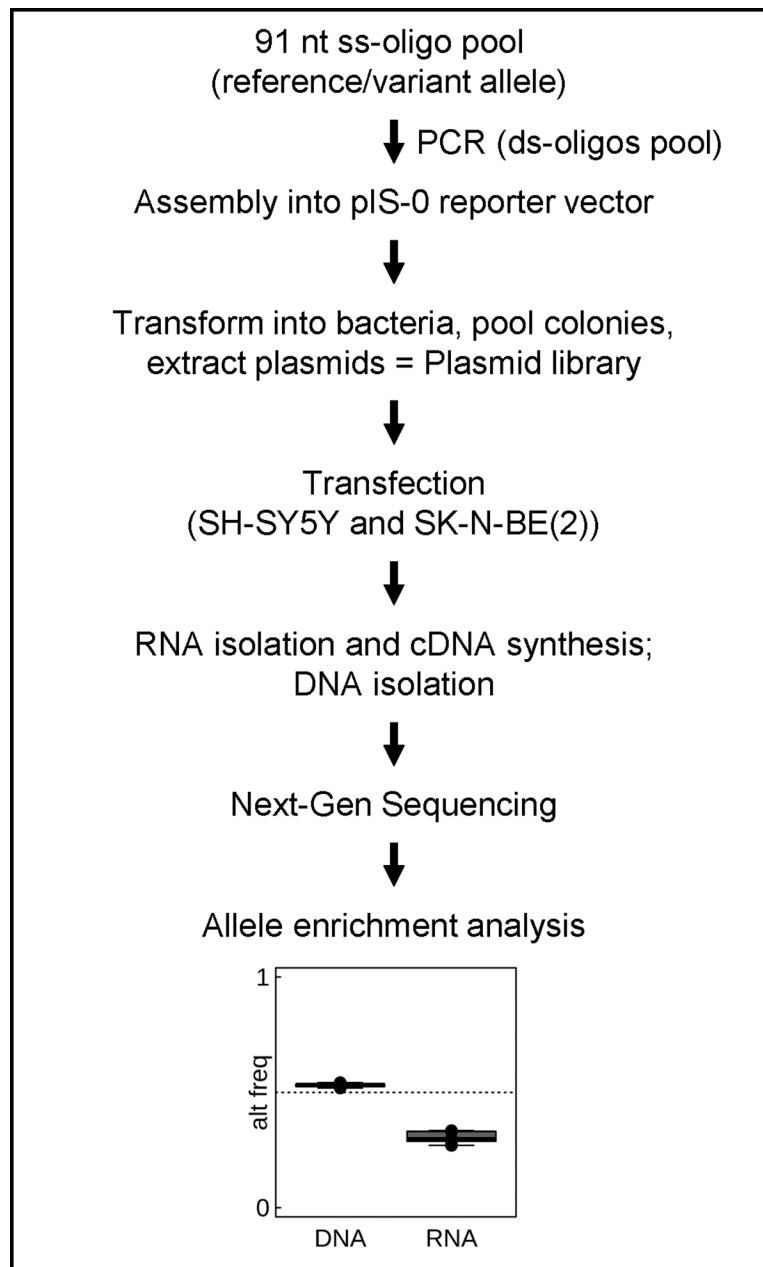 91 nt ss-oligo pool
(reference/variant allele)
PCR (ds-oligos pool)
Assembly into pIS-0 reporter vector
Transform into bacteria, pool colonies,
extract plasmids = Plasmid library
Transfection
(SH-SY5Y and SK-N-BE(2))
RNA isolation and cDNA synthesis;
DNA isolation
Next-Gen Sequencing
Allele enrichment analysis
1
alt freq
0
DNA RNA